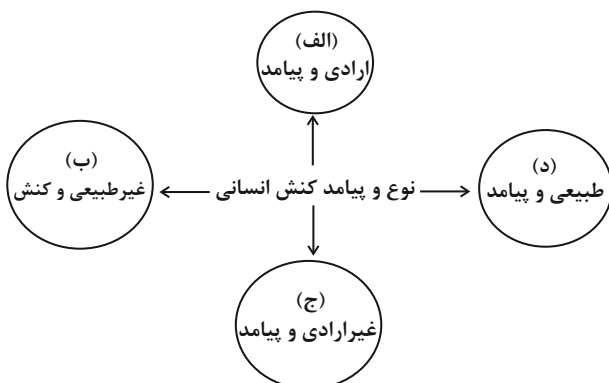 (الف)
ارادی و پیامد
(د)
طبیعی و پیامد
نوع و پیامد کنش انسانی
(ب)
غیرطبیعی و کنش
(ج)
غیرارادی و پیامد